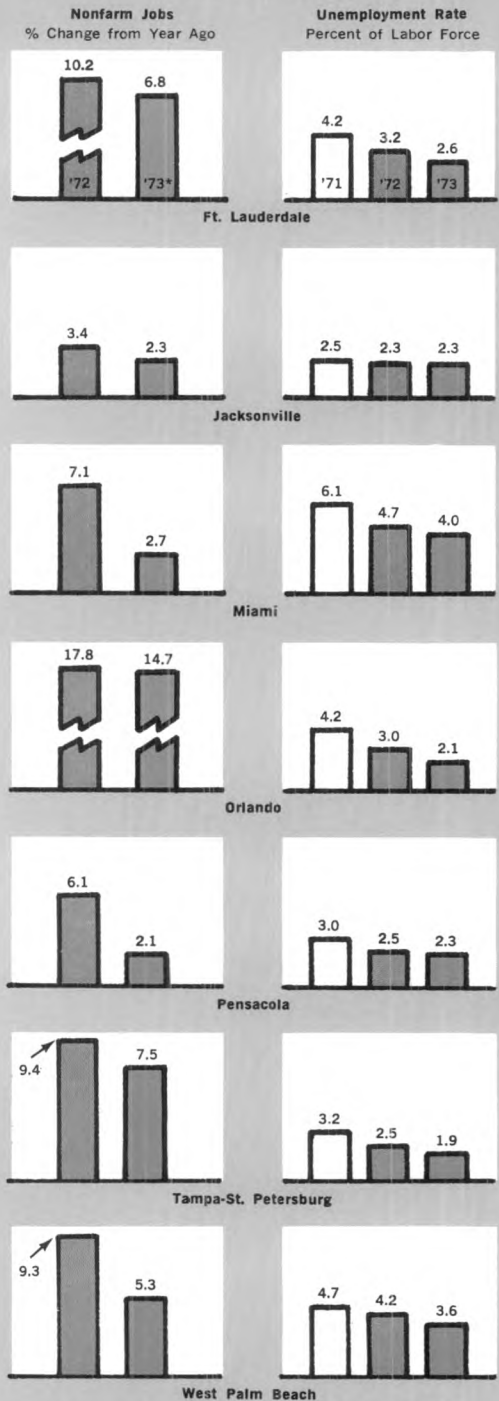 Nonfarm Jobs
% Change from Year Ago
Unemployment Rate
Percent of Labor Force
10.2 6.8
'72 '73*
4.2 3.2 2.6
'71 '72 '73
Ft. Lauderdale
3.4 2.3
2.5 2.3 2.3
Jacksonville
7.1 2.7
6.1 4.7 4.0
Miami
17.8 14.7
4.2 3.0 2.1
Orlando
6.1 2.1
3.0 2.5 2.3
Pensacola
9.4 7.5
3.2 2.5 1.9
Tampa-St. Petersburg
9.3 5.3
4.7 4.2 3.6
West Palm Beach